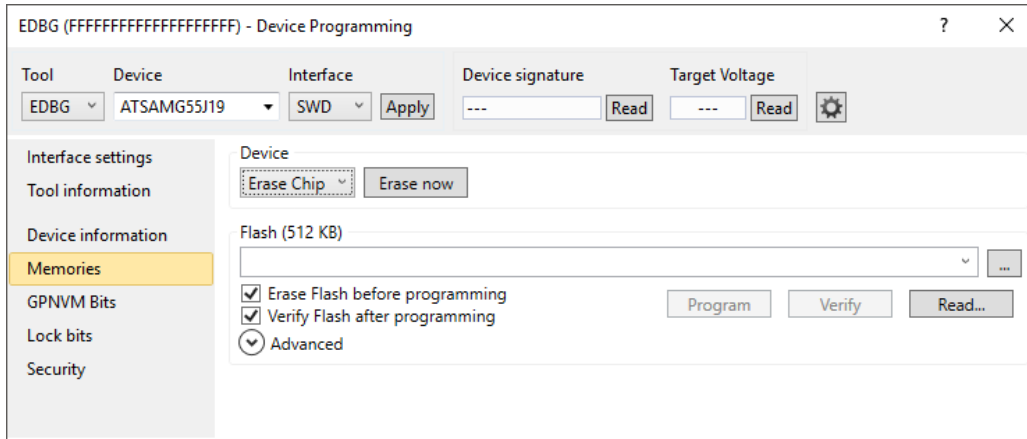 EDBG (FFFFFFFFFFFFFFFFFFFF) - Device Programming ? ✕
Tool Device Interface Device signature Target Voltage
EDBG ATSAMG55J19 SWD Apply --- Read --- Read
Interface settings
Tool information
Device information
Memories
GPNVM Bits
Lock bits
Security
Device
Erase Chip Erase now
Flash (512 KB)
...
Erase Flash before programming
Verify Flash after programming
Program Verify Read...
Advanced